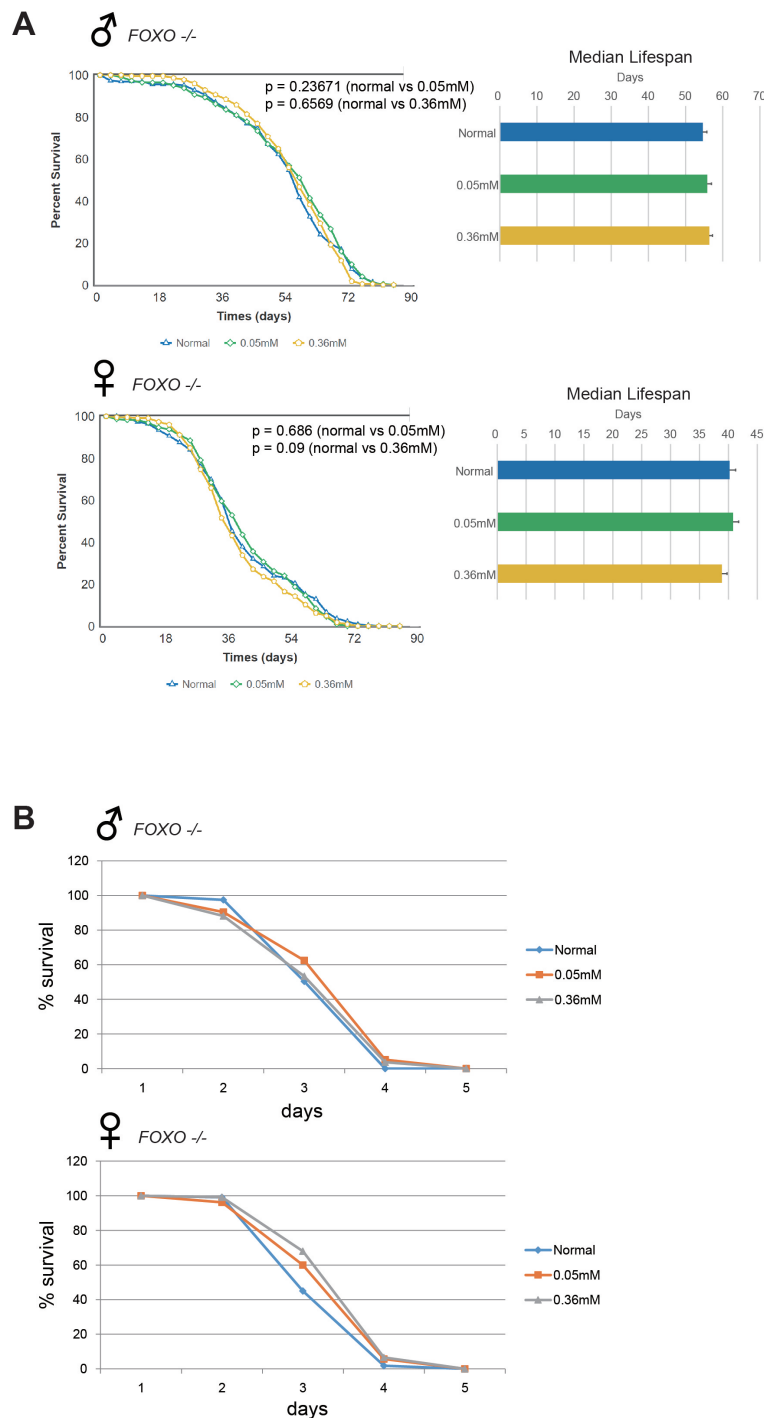 A
♂ FOXO -/-
p = 0.23671 (normal vs 0.05mM)
p = 0.6569 (normal vs 0.36mM)
Percent Survival
100
80
60
40
20
0
0 18 36 54 72 90
Times (days)
Normal 0.05mM 0.36mM
Median Lifespan
Days
0 10 20 30 40 50 60 70
Normal
0.05mM
0.36mM
♀ FOXO -/-
p = 0.686 (normal vs 0.05mM)
p = 0.09 (normal vs 0.36mM)
Percent Survival
100
80
60
40
20
0
0 18 36 54 72 90
Times (days)
Normal 0.05mM 0.36mM
Median Lifespan
Days
0 5 10 15 20 25 30 35 40 45
Normal
0.05mM
0.36mM
B
♂ FOXO -/-
% survival
120
100
80
60
40
20
0
1 2 3 4 5
days
Normal
0.05mM
0.36mM
♀ FOXO -/-
% survival
120
100
80
60
40
20
0
1 2 3 4 5
days
Normal
0.05mM
0.36mM